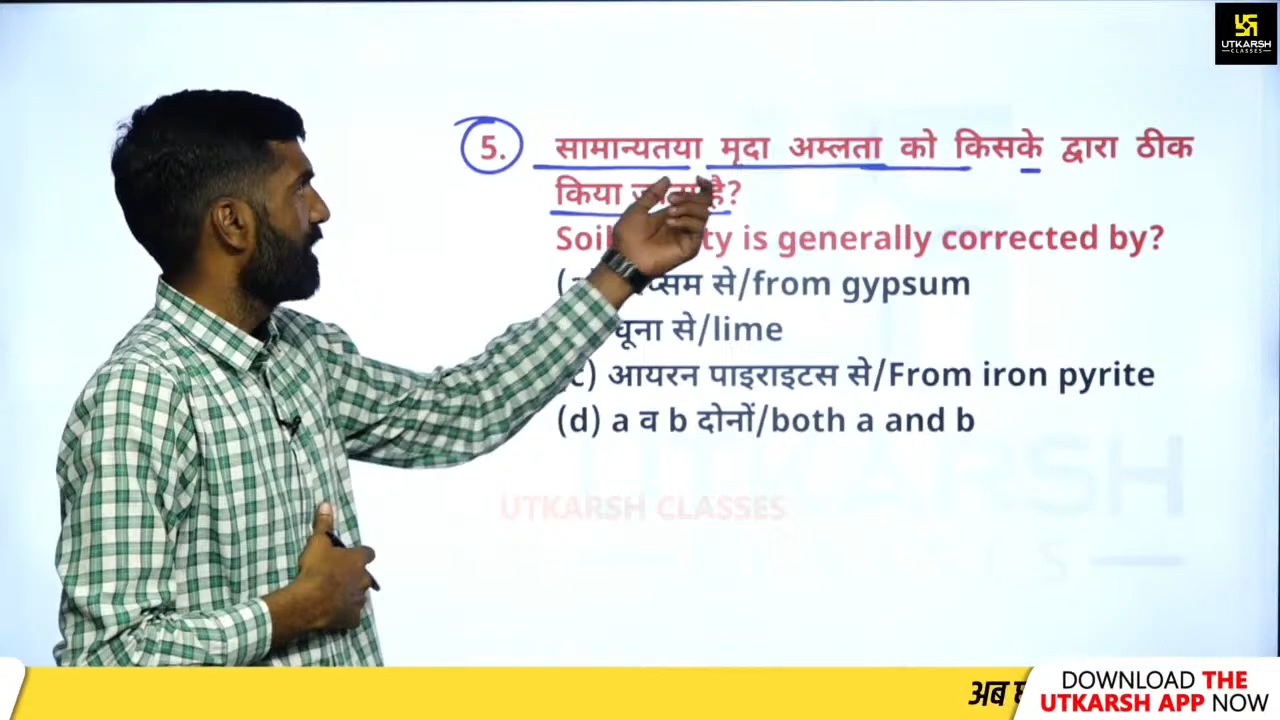 UTKARSH
CLASSES
5. सामान्यतया मृदा अम्लता को किसके द्वारा ठीक
किया है?
Soil is generally corrected by?
से/from gypsum
चूना से/lime
(c) आयरन पाइराइटस से/From iron pyrite
(d) a व b दोनों/both a and b
UTKARSH CLASSES
अब
DOWNLOAD THE
UTKARSH APP NOW